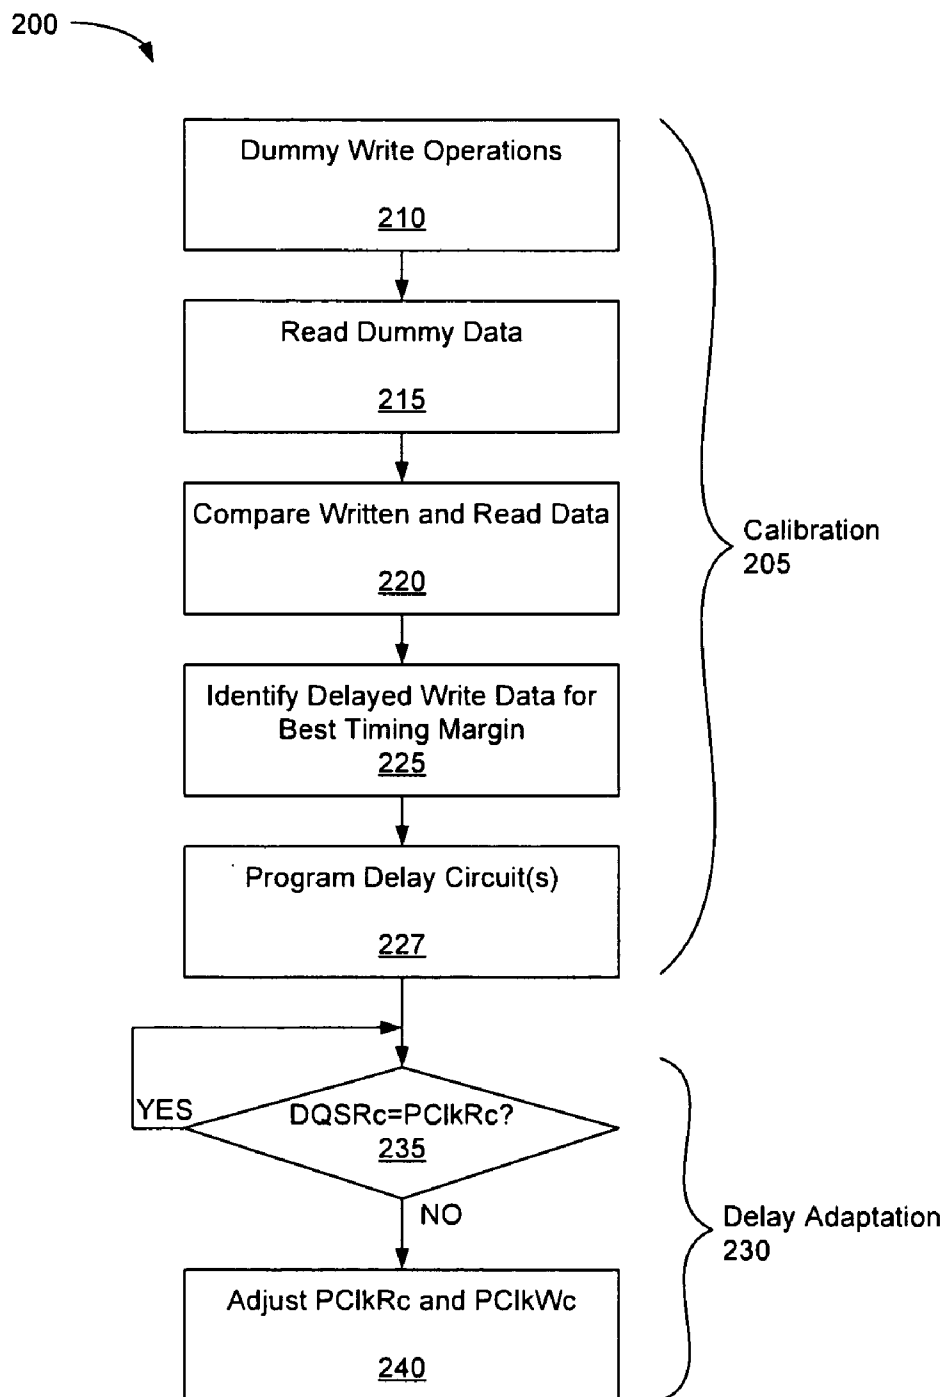 200
Dummy Write Operations
210
Read Dummy Data
215
Compare Written and Read Data
220
Identify Delayed Write Data for
Best Timing Margin
225
Program Delay Circuit(s)
227
Calibration
205
YES
DQSRc=PClkRc?
235
NO
Delay Adaptation
230
Adjust PClkRc and PClkWc
240